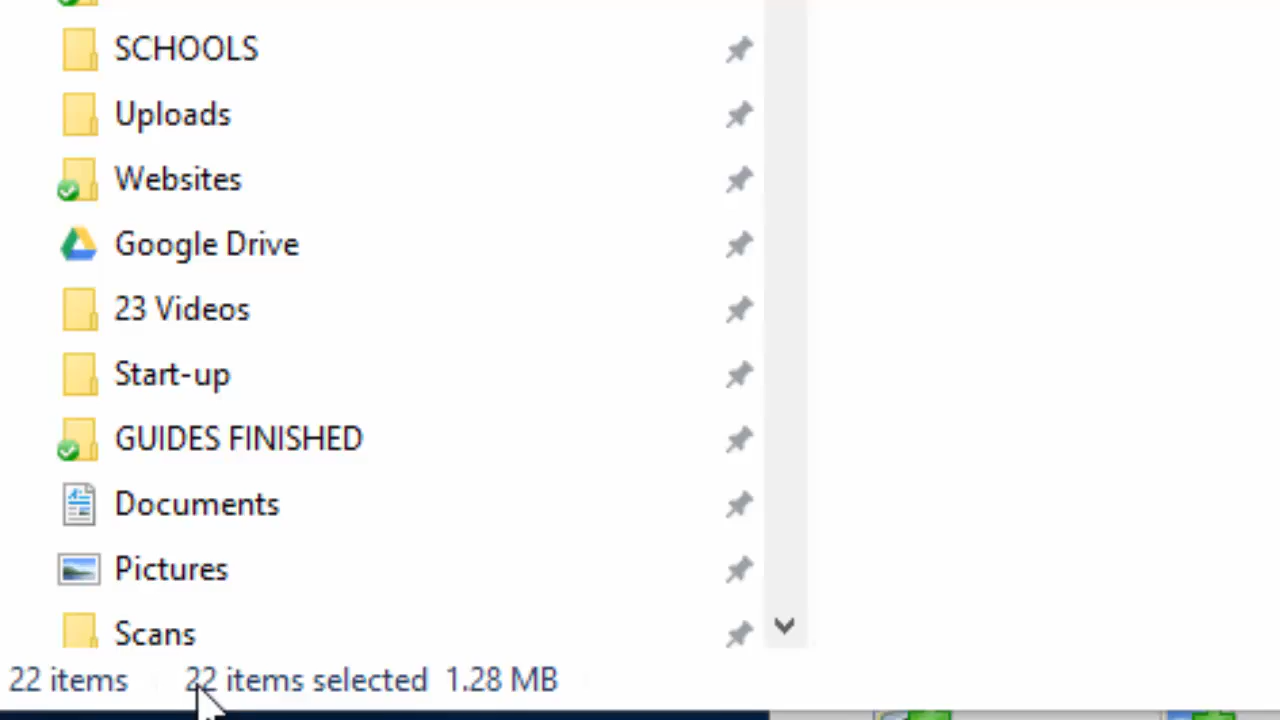 SCHOOLS
Uploads
Websites
Google Drive
23 Videos
Start-up
GUIDES FINISHED
Documents
Pictures
Scans
22 items 22 items selected 1.28 MB